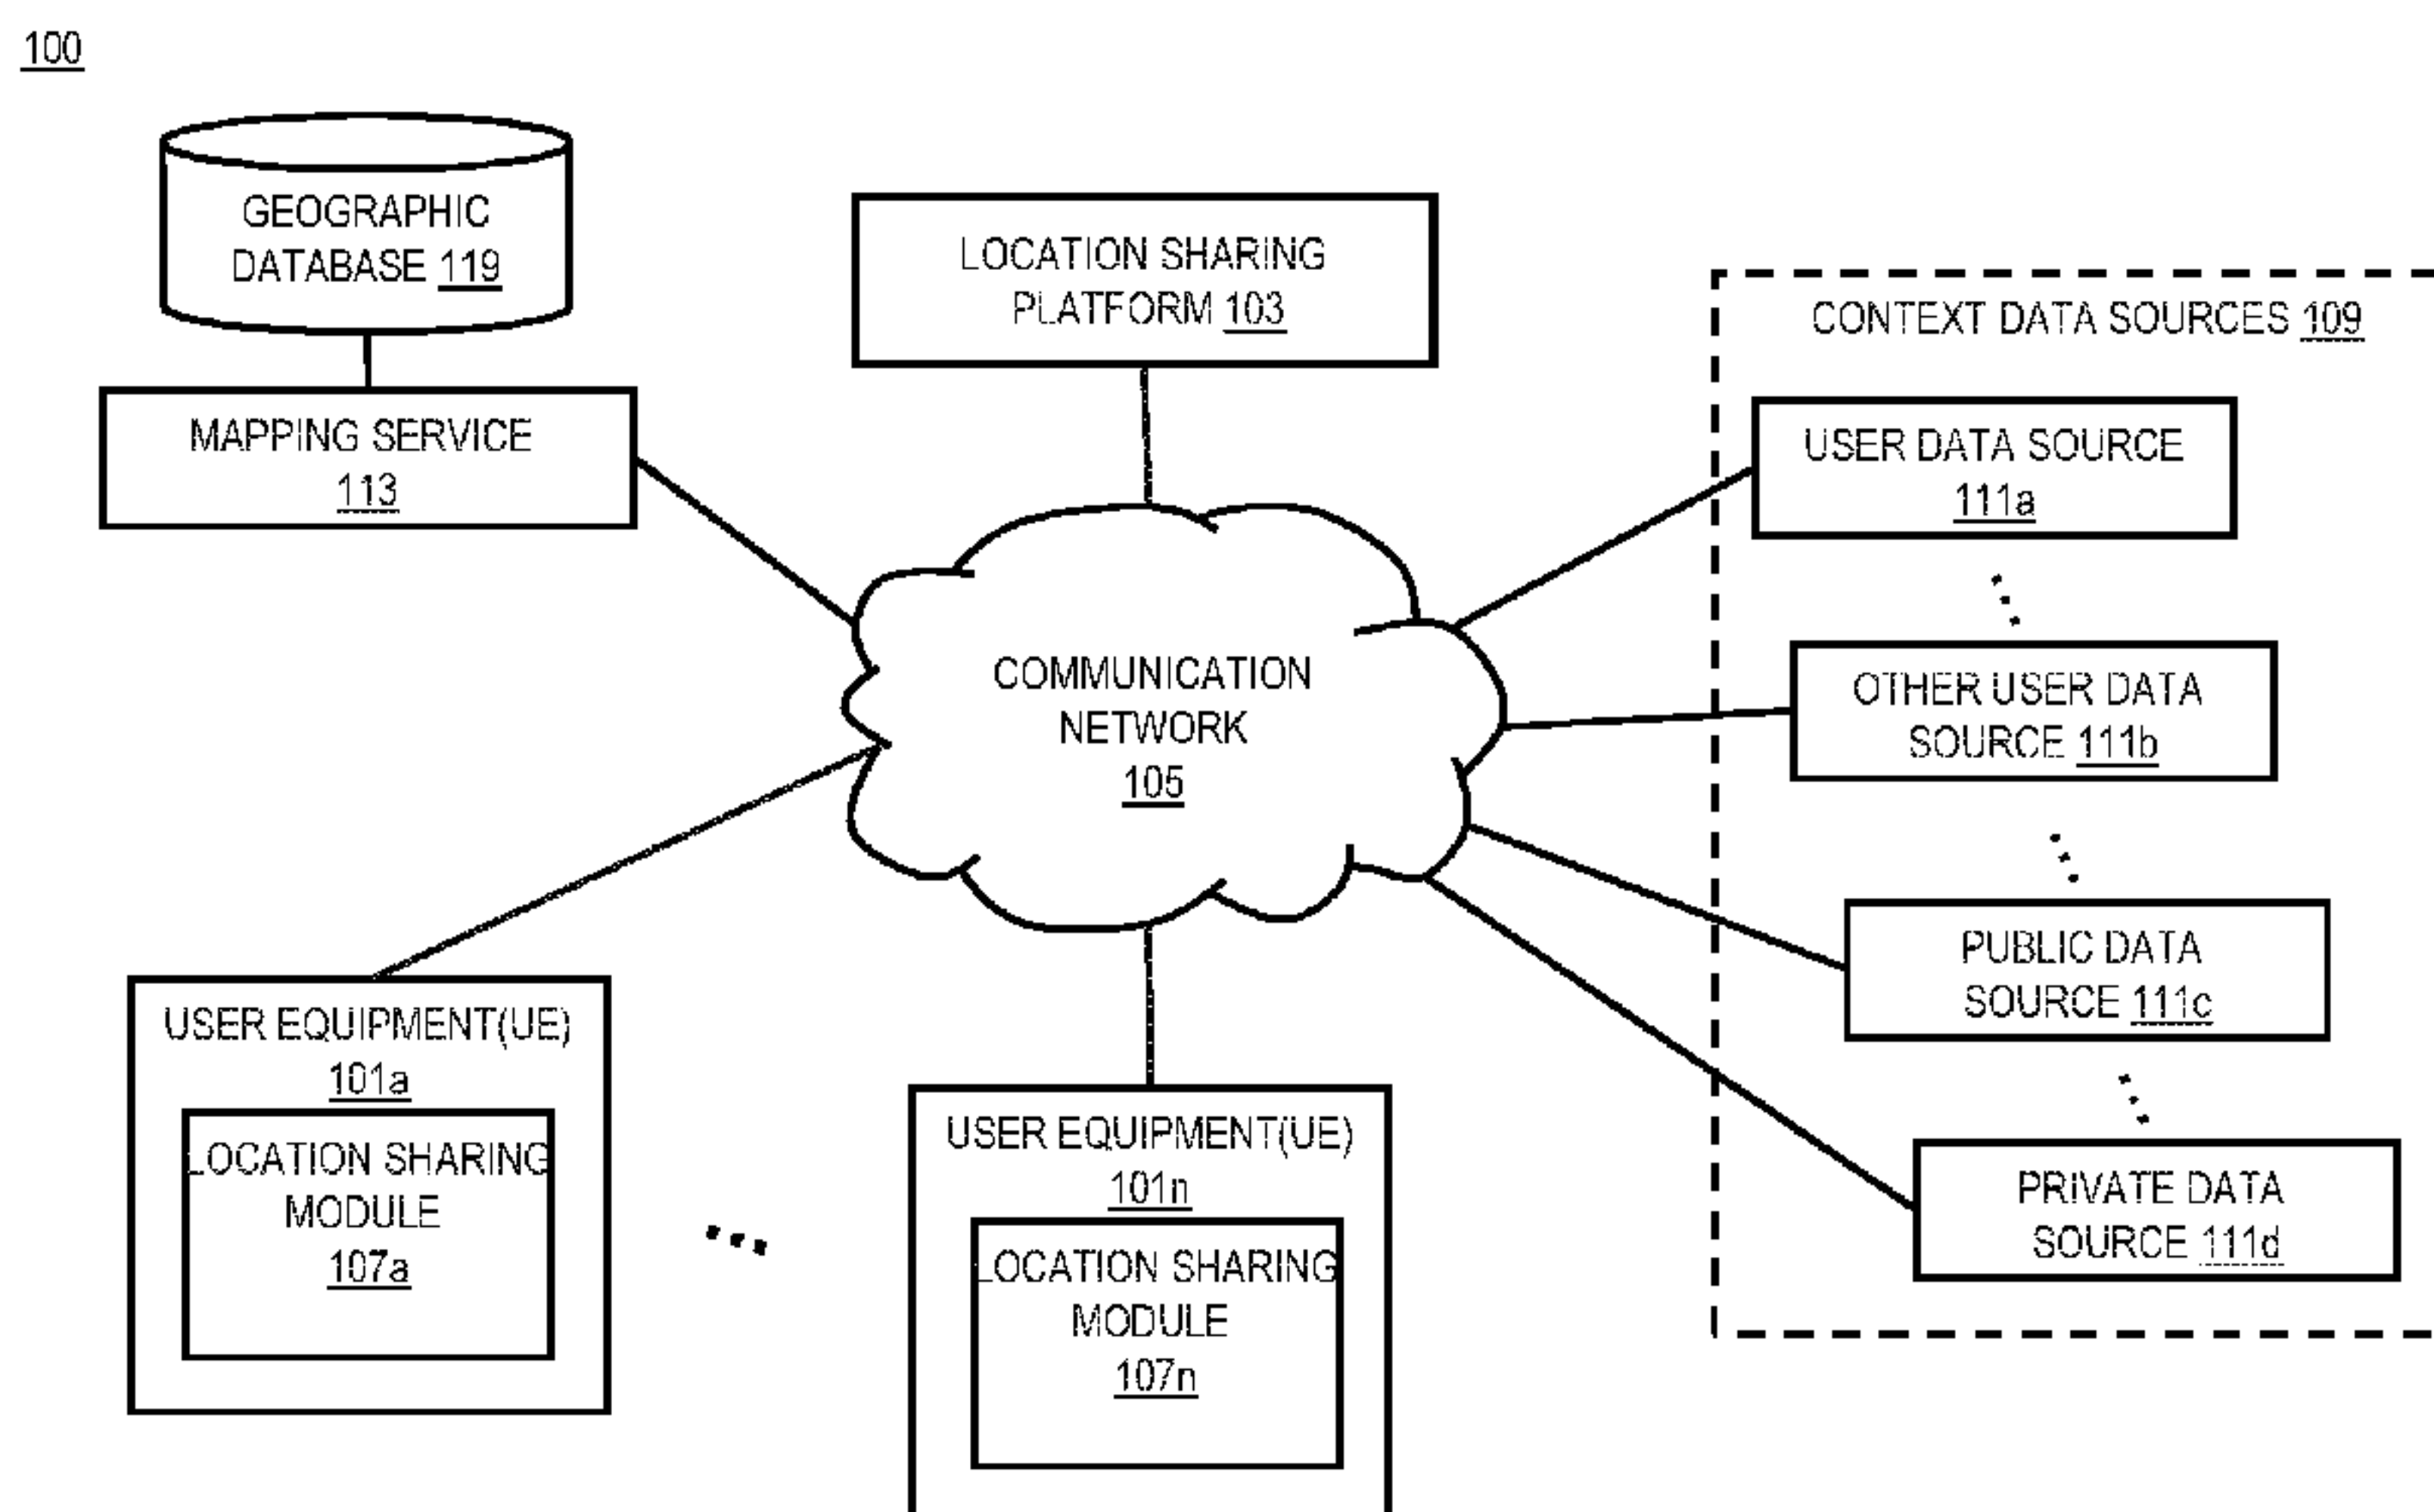 100
GEOGRAPHIC
DATABASE 119
LOCATION SHARING
PLATFORM 103
CONTEXT DATA SOURCES 109
MAPPING SERVICE
113
USER DATA SOURCE
111a
OTHER USER DATA
SOURCE 111b
COMMUNICATION
NETWORK
105
PUBLIC DATA
SOURCE 111c
PRIVATE DATA
SOURCE 111d
USER EQUIPMENT(UE)
101a
LOCATION SHARING
MODULE
107a
USER EQUIPMENT(UE)
101n
LOCATION SHARING
MODULE
107n